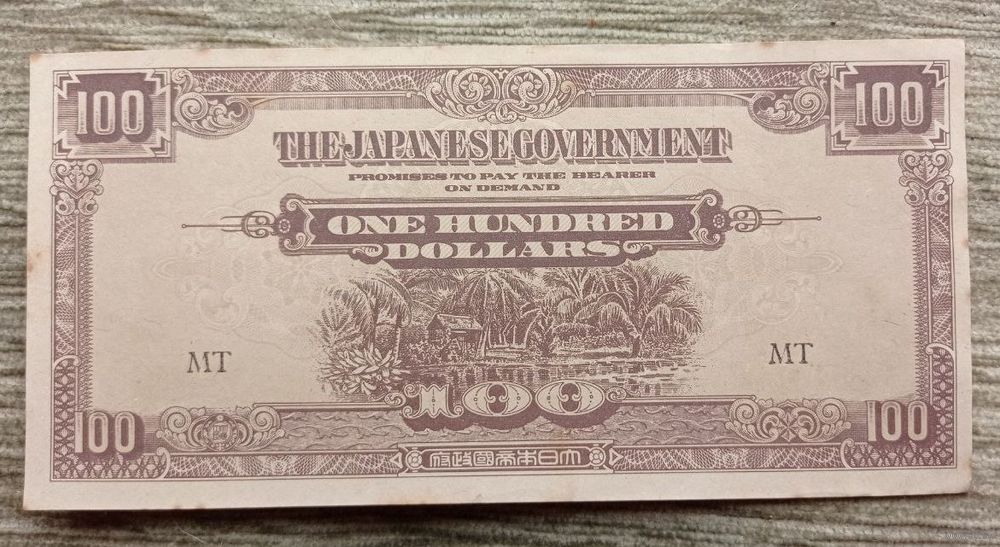 100 100
THE JAPANESE GOVERNMENT
PROMISES TO PAY THE BEARER
ON DEMAND
ONE HUNDRED
DOLLARS
MT MT
100
100 100
府政國帝本日大